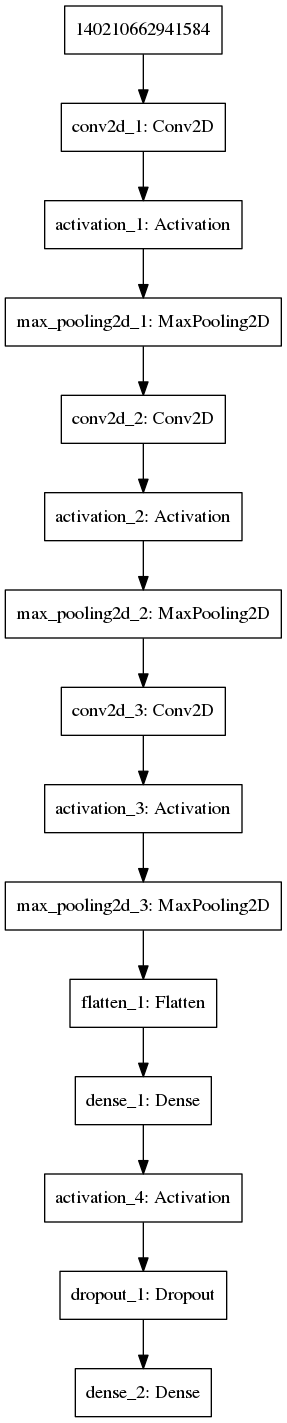 140210662941584
conv2d_1: Conv2D
activation_1: Activation
max_pooling2d_1: MaxPooling2D
conv2d_2: Conv2D
activation_2: Activation
max_pooling2d_2: MaxPooling2D
conv2d_3: Conv2D
activation_3: Activation
max_pooling2d_3: MaxPooling2D
flatten_1: Flatten
dense_1: Dense
activation_4: Activation
dropout_1: Dropout
dense_2: Dense